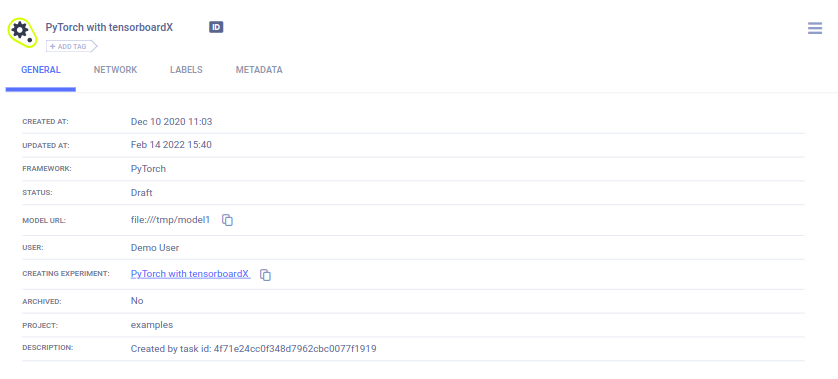 PyTorch with tensorboardX ID
+ ADD TAG
GENERAL NETWORK LABELS METADATA
CREATED AT: Dec 10 2020 11:03
UPDATED AT: Feb 14 2022 15:40
FRAMEWORK: PyTorch
STATUS: Draft
MODEL URL: file:///tmp/model1
USER: Demo User
CREATING EXPERIMENT: PyTorch with tensorboardX
ARCHIVED: No
PROJECT: examples
DESCRIPTION: Created by task id: 4f71e24cc0f348d7962cbc0077f1919